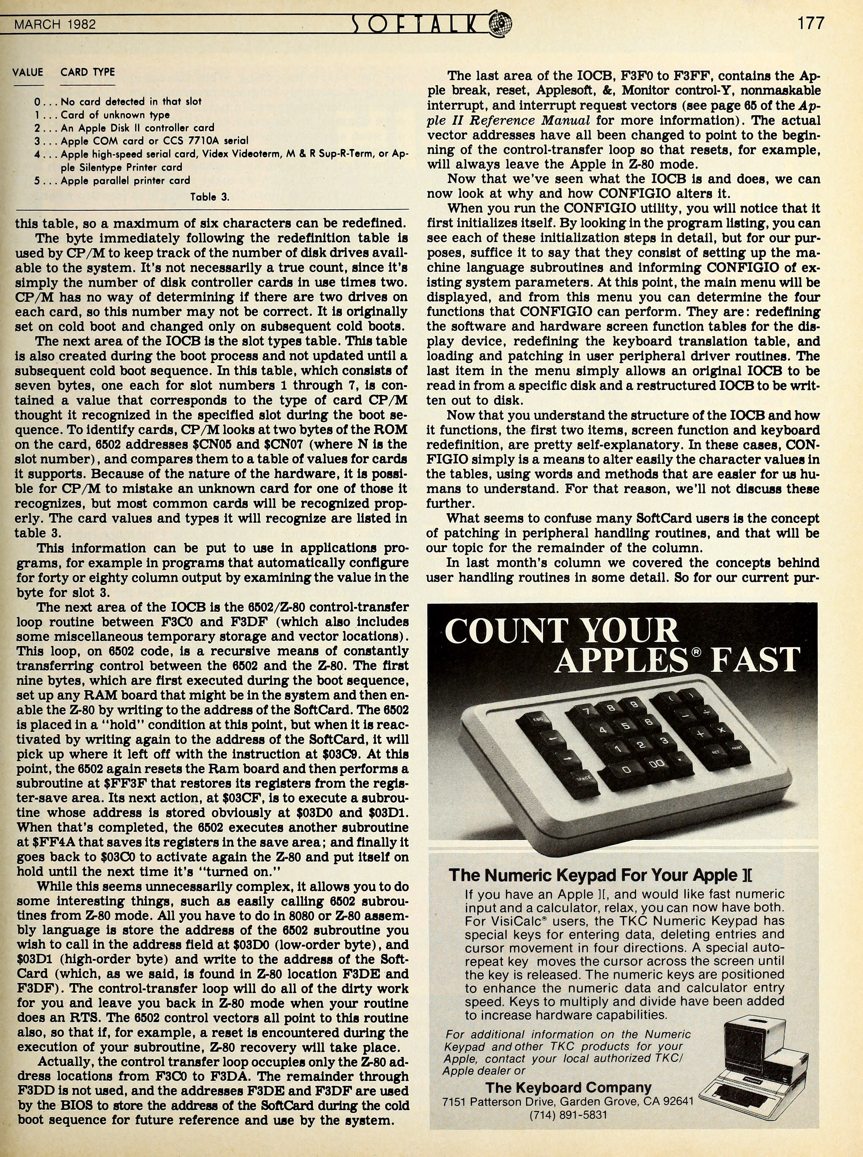 MARCH 1982
SOFTALK
177
VALUE CARD TYPE
0 . . . No card detected in that slot
1 . . . Card of unknown type
2 . . . An Apple Disk II controller card
3 . . . Apple COM card or CCS 7710A serial
4 . . . Apple high-speed serial card, Videx Videoterm, M & R Sup-R-Term, or Ap-
ple Silentype Printer card
5 . . . Apple parallel printer card
Table 3.
this table, so a maximum of six characters can be redefined.
The byte immediately following the redefinition table is
used by CP/M to keep track of the number of disk drives avail-
able to the system. It's not necessarily a true count, since it's
simply the number of disk controller cards in use times two.
CP/M has no way of determining if there are two drives on
each card, so this number may not be correct. It is originally
set on cold boot and changed only on subsequent cold boots.
The next area of the IOCB is the slot types table. This table
is also created during the boot process and not updated until a
subsequent cold boot sequence. In this table, which consists of
seven bytes, one each for slot numbers 1 through 7, is con-
tained a value that corresponds to the type of card CP/M
thought it recognized in the specified slot during the boot se-
quence. To identify cards, CP/M looks at two bytes of the ROM
on the card, 6502 addresses $CN05 and $CN07 (where N is the
slot number), and compares them to a table of values for cards
it supports. Because of the nature of the hardware, it is possi-
ble for CP/M to mistake an unknown card for one of those it
recognizes, but most common cards will be recognized prop-
erly. The card values and types it will recognize are listed in
table 3.
This information can be put to use in applications pro-
grams, for example in programs that automatically configure
for forty or eighty column output by examining the value in the
byte for slot 3.
The next area of the IOCB is the 6502/Z-80 control-transfer
loop routine between F3C0 and F3DF (which also includes
some miscellaneous temporary storage and vector locations).
This loop, on 6502 code, is a recursive means of constantly
transferring control between the 6502 and the Z-80. The first
nine bytes, which are first executed during the boot sequence,
set up any RAM board that might be in the system and then en-
able the Z-80 by writing to the address of the SoftCard. The 6502
is placed in a "hold" condition at this point, but when it is reac-
tivated by writing again to the address of the SoftCard, it will
pick up where it left off with the instruction at $03C9. At this
point, the 6502 again resets the Ram board and then performs a
subroutine at $FF3F that restores its registers from the regis-
ter-save area. Its next action, at $03CF, is to execute a subrou-
tine whose address is stored obviously at $03D0 and $03D1.
When that's completed, the 6502 executes another subroutine
at $FF4A that saves its registers in the save area; and finally it
goes back to $03C0 to activate again the Z-80 and put itself on
hold until the next time it's "turned on."
While this seems unnecessarily complex, it allows you to do
some interesting things, such as easily calling 6502 subrou-
tines from Z-80 mode. All you have to do in 8080 or Z-80 assem-
bly language is store the address of the 6502 subroutine you
wish to call in the address field at $03D0 (low-order byte), and
$03D1 (high-order byte) and write to the address of the Soft-
Card (which, as we said, is found in Z-80 location F3DE and
F3DF). The control-transfer loop will do all of the dirty work
for you and leave you back in Z-80 mode when your routine
does an RTS. The 6502 control vectors all point to this routine
also, so that if, for example, a reset is encountered during the
execution of your subroutine, Z-80 recovery will take place.
Actually, the control transfer loop occupies only the Z-80 ad-
dress locations from F3C0 to F3DA. The remainder through
F3DD is not used, and the addresses F3DE and F3DF are used
by the BIOS to store the address of the SoftCard during the cold
boot sequence for future reference and use by the system.
The last area of the IOCB, F3F0 to F3FF, contains the Ap-
ple break, reset, Applesoft, &, Monitor control-Y, nonmaskable
interrupt, and interrupt request vectors (see page 65 of the Ap-
ple II Reference Manual for more information). The actual
vector addresses have all been changed to point to the begin-
ning of the control-transfer loop so that resets, for example,
will always leave the Apple in Z-80 mode.
Now that we've seen what the IOCB is and does, we can
now look at why and how CONFIGIO alters it.
When you run the CONFIGIO utility, you will notice that it
first initializes itself. By looking in the program listing, you can
see each of these initialization steps in detail, but for our pur-
poses, suffice it to say that they consist of setting up the ma-
chine language subroutines and informing CONFIGIO of ex-
isting system parameters. At this point, the main menu will be
displayed, and from this menu you can determine the four
functions that CONFIGIO can perform. They are: redefining
the software and hardware screen function tables for the dis-
play device, redefining the keyboard translation table, and
loading and patching in user peripheral driver routines. The
last item in the menu simply allows an original IOCB to be
read in from a specific disk and a restructured IOCB to be writ-
ten out to disk.
Now that you understand the structure of the IOCB and how
it functions, the first two items, screen function and keyboard
redefinition, are pretty self-explanatory. In these cases, CON-
FIGIO simply is a means to alter easily the character values in
the tables, using words and methods that are easier for us hu-
mans to understand. For that reason, we'll not discuss these
further.
What seems to confuse many SoftCard users is the concept
of patching in peripheral handling routines, and that will be
our topic for the remainder of the column.
In last month's column we covered the concepts behind
user handling routines in some detail. So for our current pur-
COUNT YOUR
APPLES® FAST
7 8 9
4 5 6
1 2 3
0 00 .
The Numeric Keypad For Your Apple ][
If you have an Apple ][, and would like fast numeric
input and a calculator, relax, you can now have both.
For VisiCalc® users, the TKC Numeric Keypad has
special keys for entering data, deleting entries and
cursor movement in four directions. A special auto-
repeat key moves the cursor across the screen until
the key is released. The numeric keys are positioned
to enhance the numeric data and calculator entry
speed. Keys to multiply and divide have been added
to increase hardware capabilities.
For additional information on the Numeric
Keypad and other TKC products for your
Apple, contact your local authorized TKC/
Apple dealer or
The Keyboard Company
7151 Patterson Drive, Garden Grove, CA 92641
(714) 891-5831